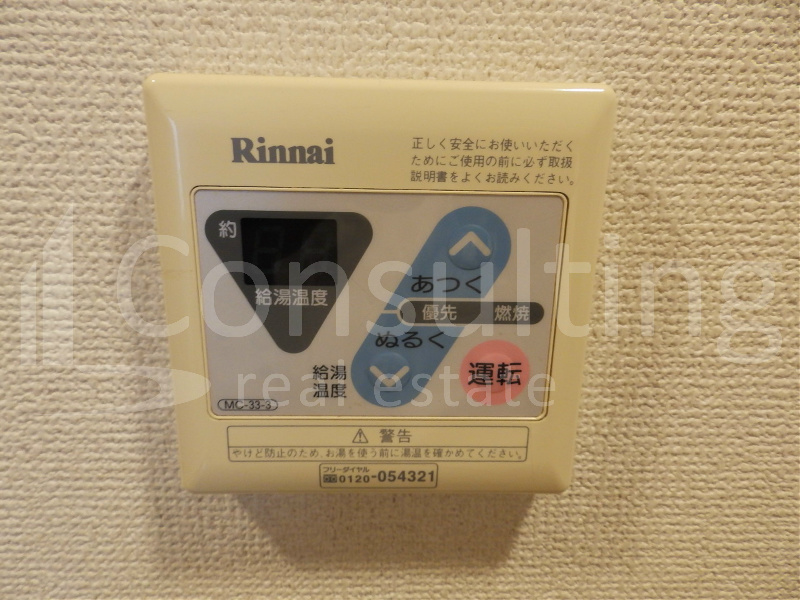 Rinnai
正しく安全にお使いいただく
ためにご使用の前に必ず取扱
説明書をよくお読みください。
約
給湯温度
あつく
優先 燃焼
ぬるく
給湯
温度
運転
MC-33-3
警告
やけど防止のため、お湯を使う前に湯温を確かめてください。
フリーダイヤル
0120-054321
Consulting
real estate